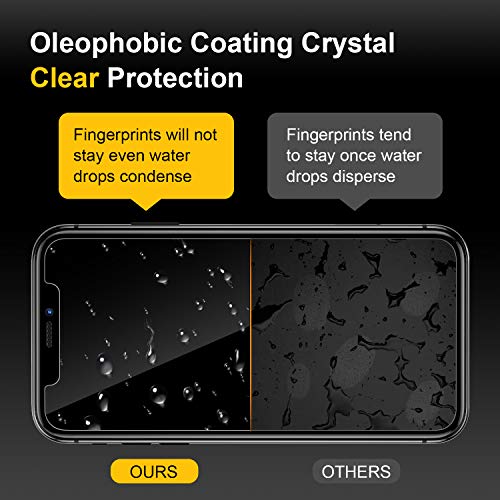 Oleophobic Coating Crystal
Clear Protection
Fingerprints will not
stay even water
drops condense
Fingerprints tend
to stay once water
drops disperse
OURS
OTHERS